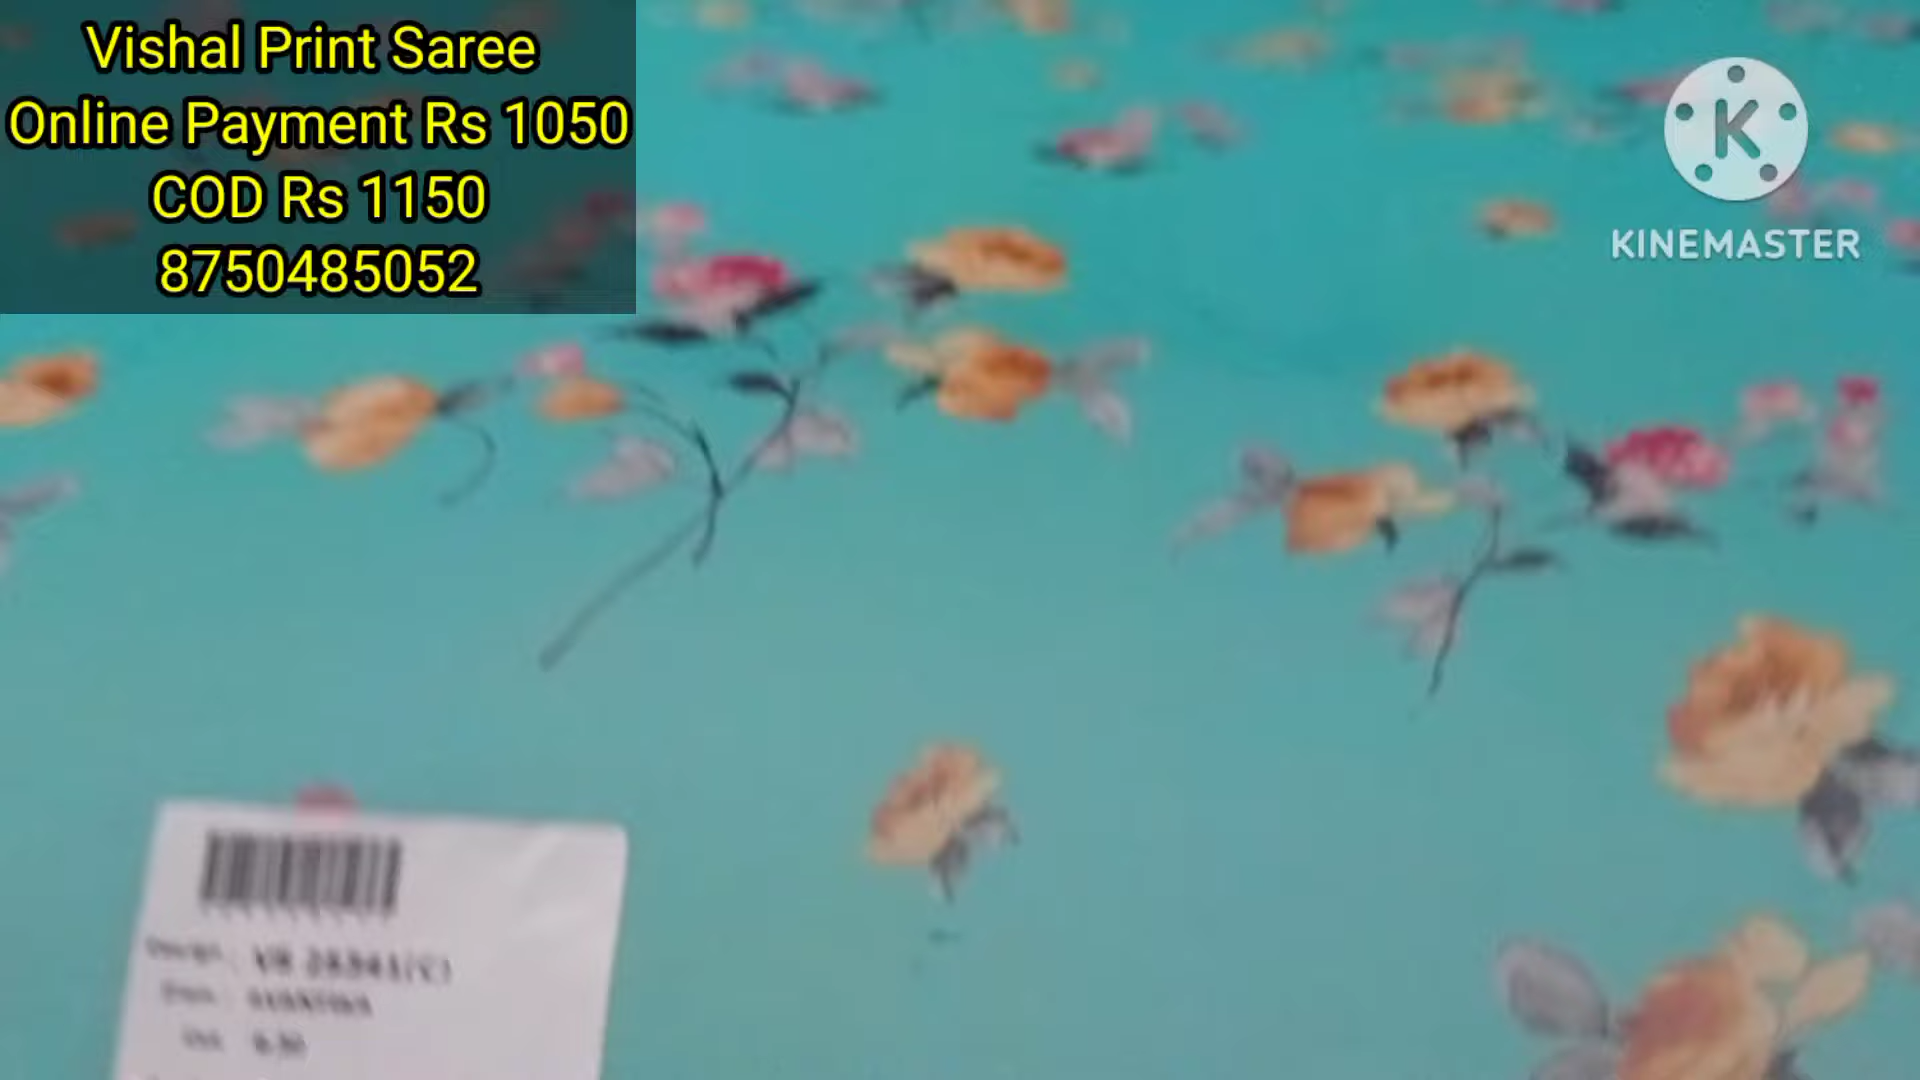 Vishal Print Saree
Online Payment Rs 1050
COD Rs 1150
8750485052
KINEMASTER